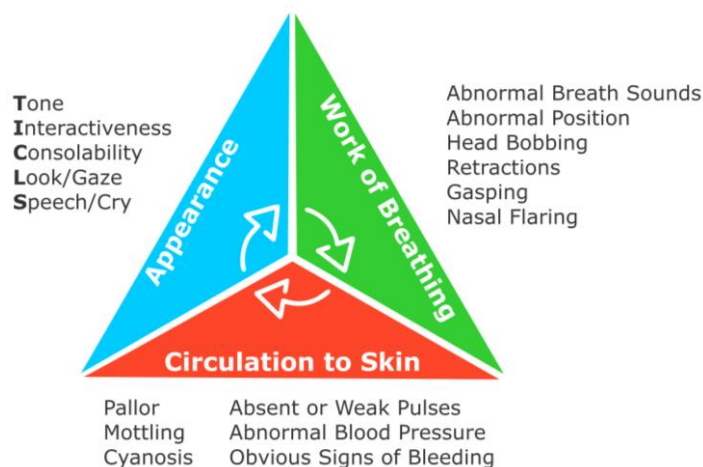 Tone
Interactiveness
Consolability
Look/Gaze
Speech/Cry
Appearance
Work of Breathing
Abnormal Breath Sounds
Abnormal Position
Head Bobbing
Retractions
Gasping
Nasal Flaring
Circulation to Skin
Pallor
Mottling
Cyanosis
Absent or Weak Pulses
Abnormal Blood Pressure
Obvious Signs of Bleeding